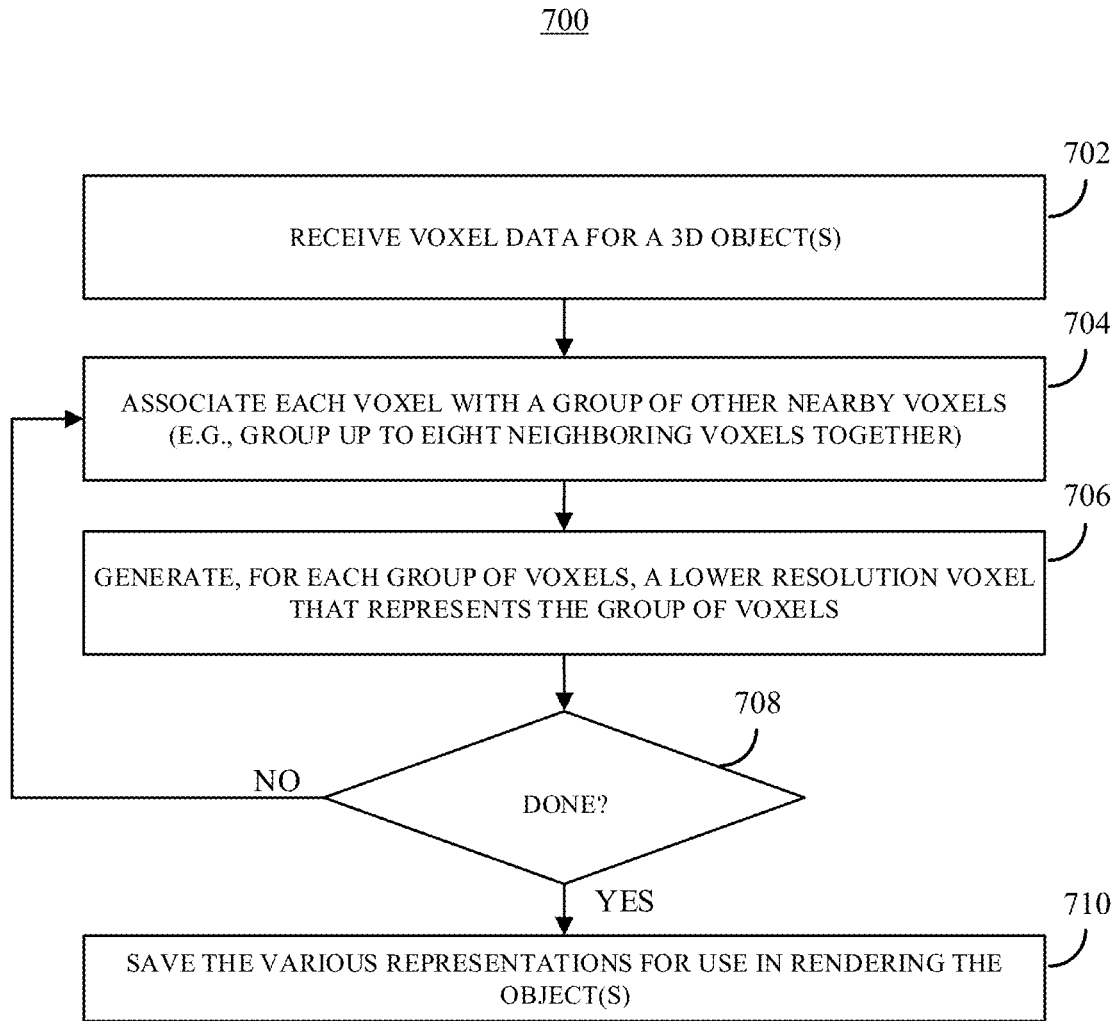 700
702
RECEIVE VOXEL DATA FOR A 3D OBJECT(S)
704
ASSOCIATE EACH VOXEL WITH A GROUP OF OTHER NEARBY VOXELS
(E.G., GROUP UP TO EIGHT NEIGHBORING VOXELS TOGETHER)
706
GENERATE, FOR EACH GROUP OF VOXELS, A LOWER RESOLUTION VOXEL
THAT REPRESENTS THE GROUP OF VOXELS
708
NO
DONE?
YES
710
SAVE THE VARIOUS REPRESENTATIONS FOR USE IN RENDERING THE
OBJECT(S)